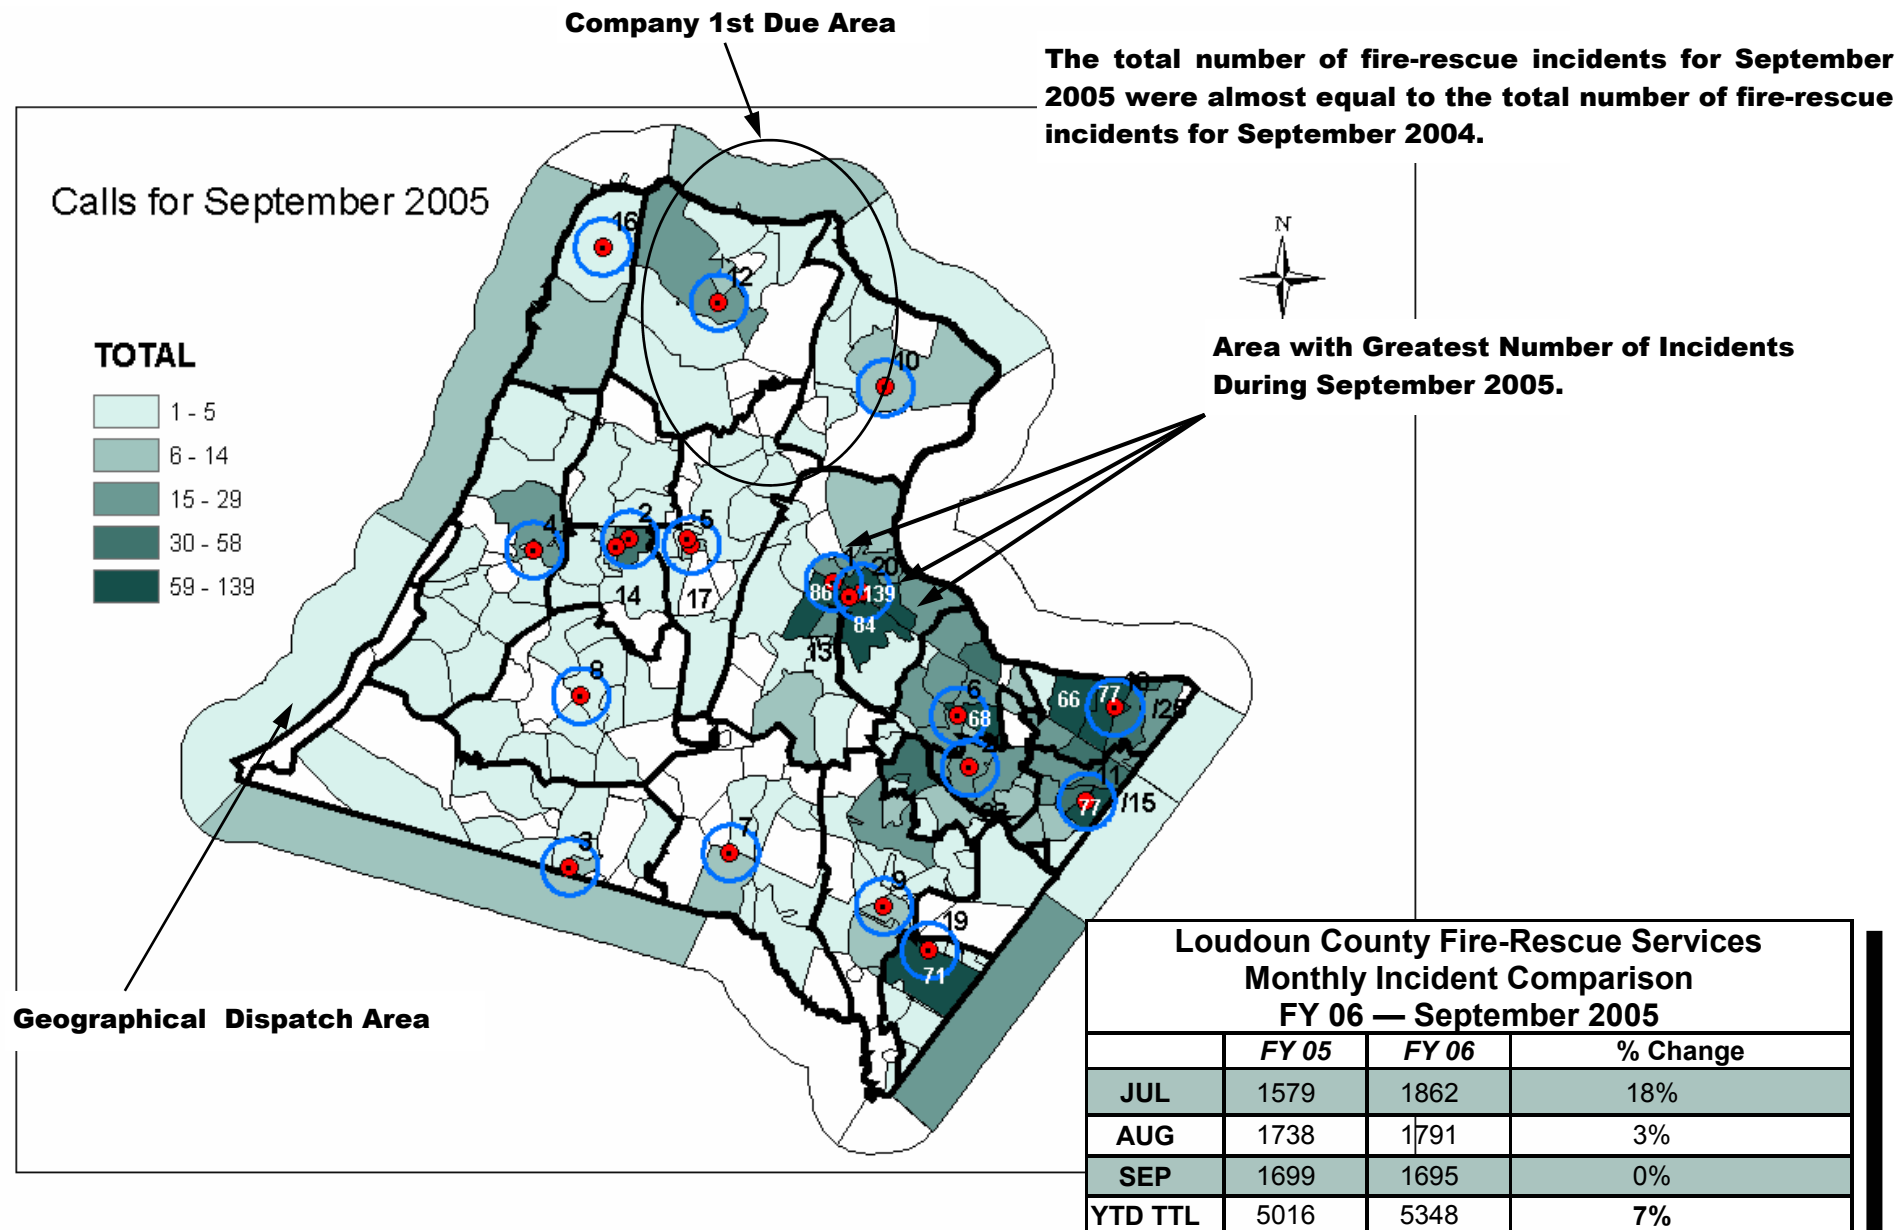 Company 1st Due Area
The total number of fire-rescue incidents for September
2005 were almost equal to the total number of fire-rescue
incidents for September 2004.
Calls for September 2005
N
16
12
10
Area with Greatest Number of Incidents
During September 2005.
TOTAL
1 - 5
6 - 14
15 - 29
30 - 58
59 - 139
4
2
5
1
20
86
139
14
17
84
13
8
6
68
66
77
/25
11
77
/15
3
7
9
19
71
Geographical Dispatch Area
Loudoun County Fire-Rescue Services
Monthly Incident Comparison
FY 06 — September 2005
FY 05 FY 06 % Change
JUL 1579 1862 18%
AUG 1738 1791 3%
SEP 1699 1695 0%
YTD TTL 5016 5348 7%